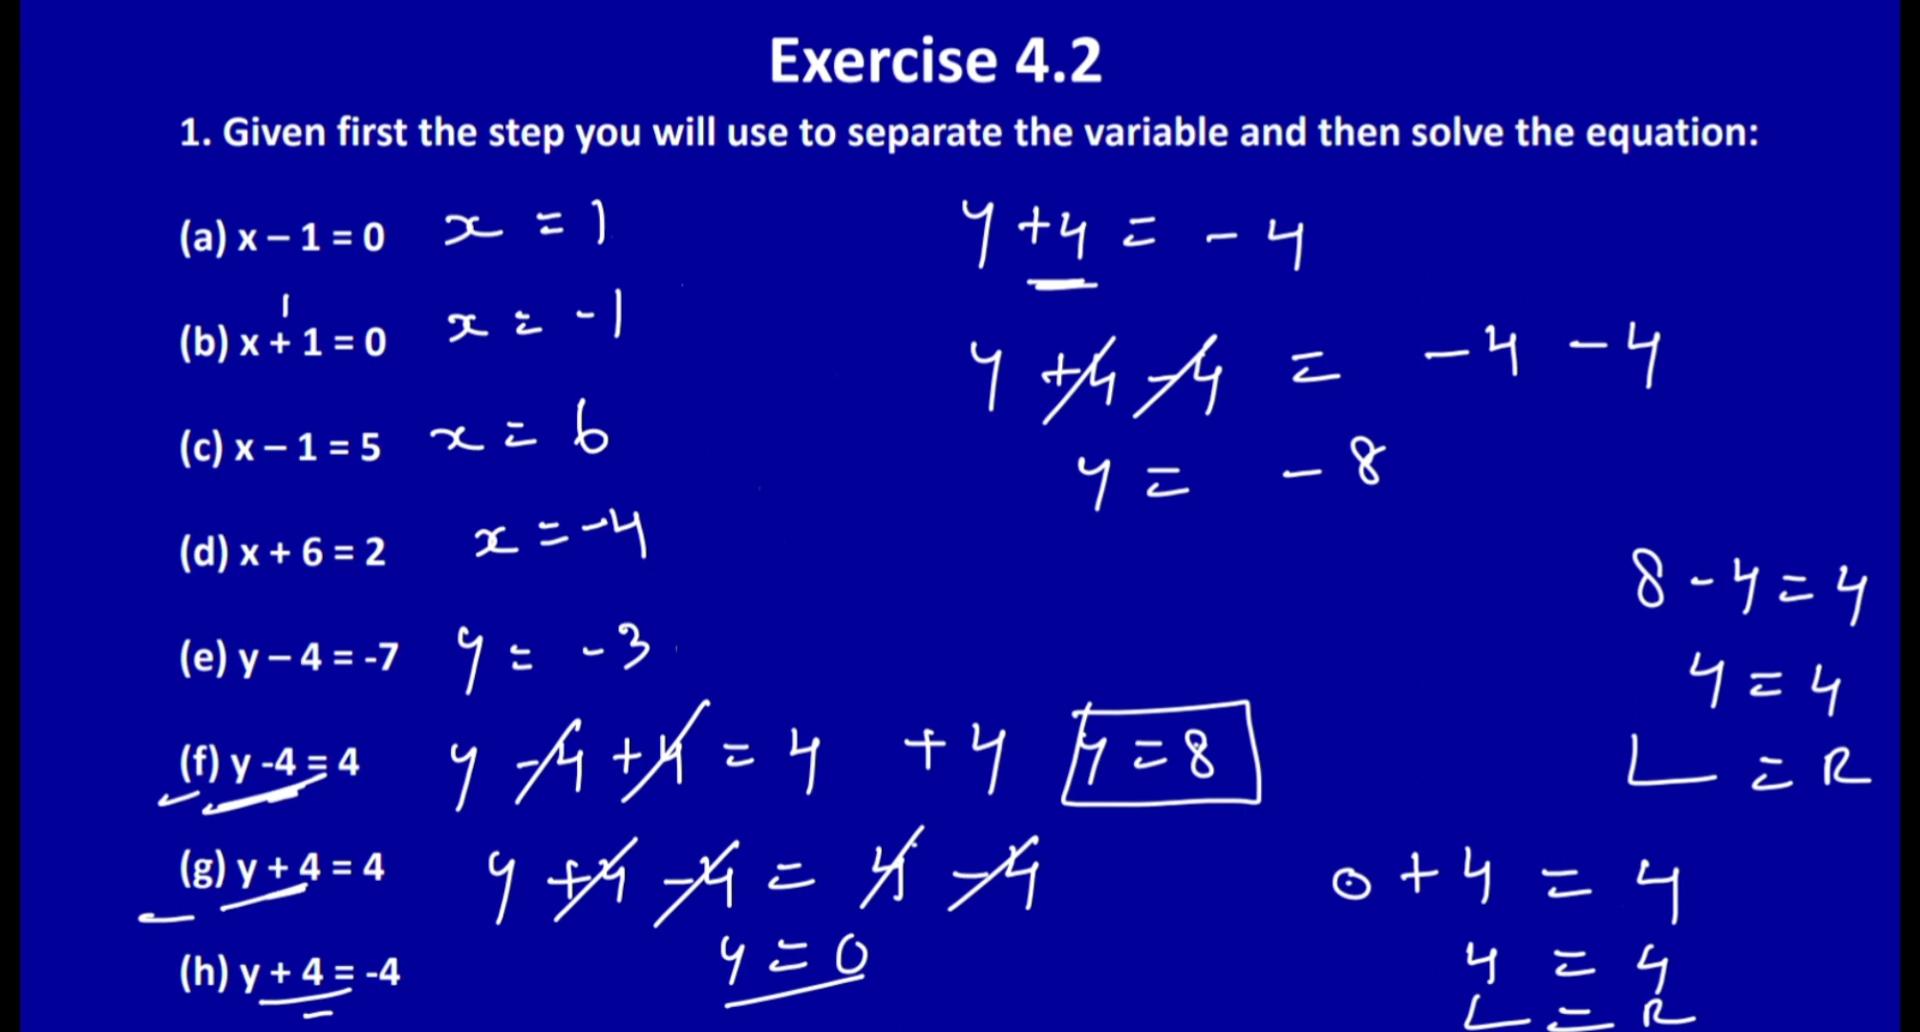 Exercise 4.2
1. Given first the step you will use to separate the variable and then solve the equation:
(a) x – 1 = 0 x = 1
(b) x + 1 = 0 x = -1
(c) x – 1 = 5 x = 6
(d) x + 6 = 2 x = -4
(e) y – 4 = -7 y = -3
(f) y -4 = 4 y -4 +4 = 4 +4 y = 8
(g) y + 4 = 4 y +4 -4 = 4 -4
y = 0
(h) y + 4 = -4
y +4 = -4
y +4 -4 = -4 -4
y = -8
8 - 4 = 4
4 = 4
L = R
0 + 4 = 4
4 = 4
L = R